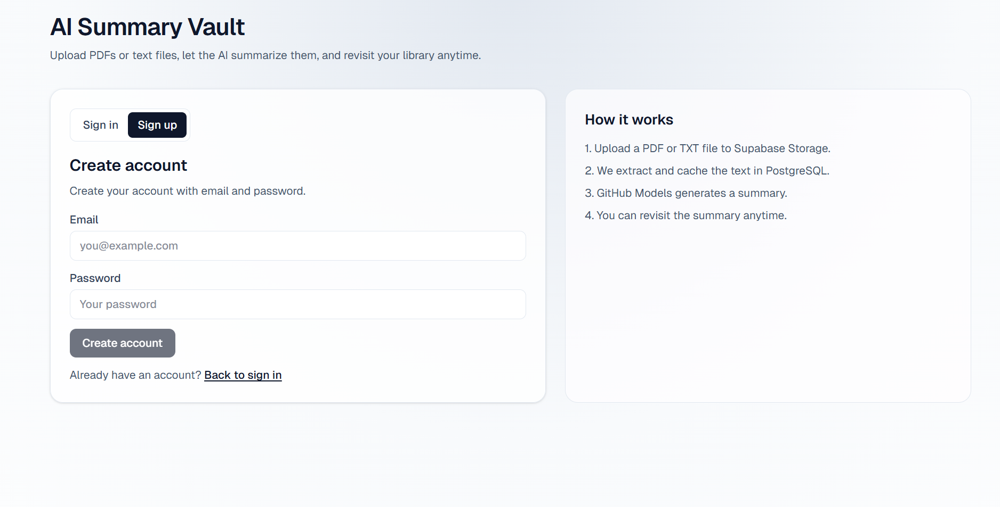 AI Summary Vault
Upload PDFs or text files, let the AI summarize them, and revisit your library anytime.
Sign in
Sign up
Create account
Create your account with email and password.
Email
you@example.com
Password
Your password
Create account
Already have an account? Back to sign in
How it works
1. Upload a PDF or TXT file to Supabase Storage.
2. We extract and cache the text in PostgreSQL.
3. GitHub Models generates a summary.
4. You can revisit the summary anytime.